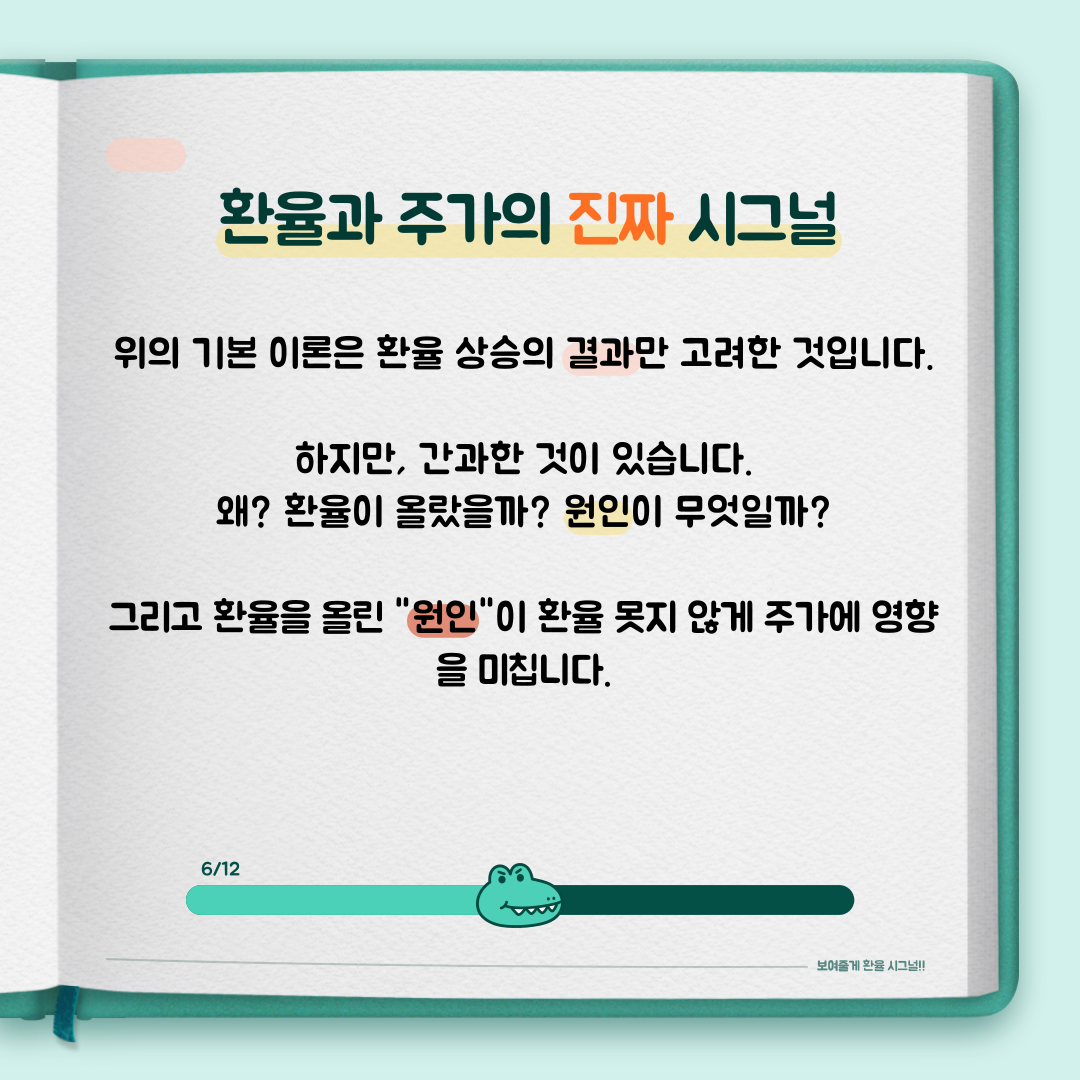 환율과 주가의 진짜 시그널
위의 기본 이론은 환율 상승의 결과만 고려한 것입니다.
하지만, 간과한 것이 있습니다.
왜? 환율이 올랐을까? 원인이 무엇일까?
그리고 환율을 올린 "원인"이 환율 못지 않게 주가에 영향
을 미칩니다.
6/12
보여줄게 환율 시그널!!